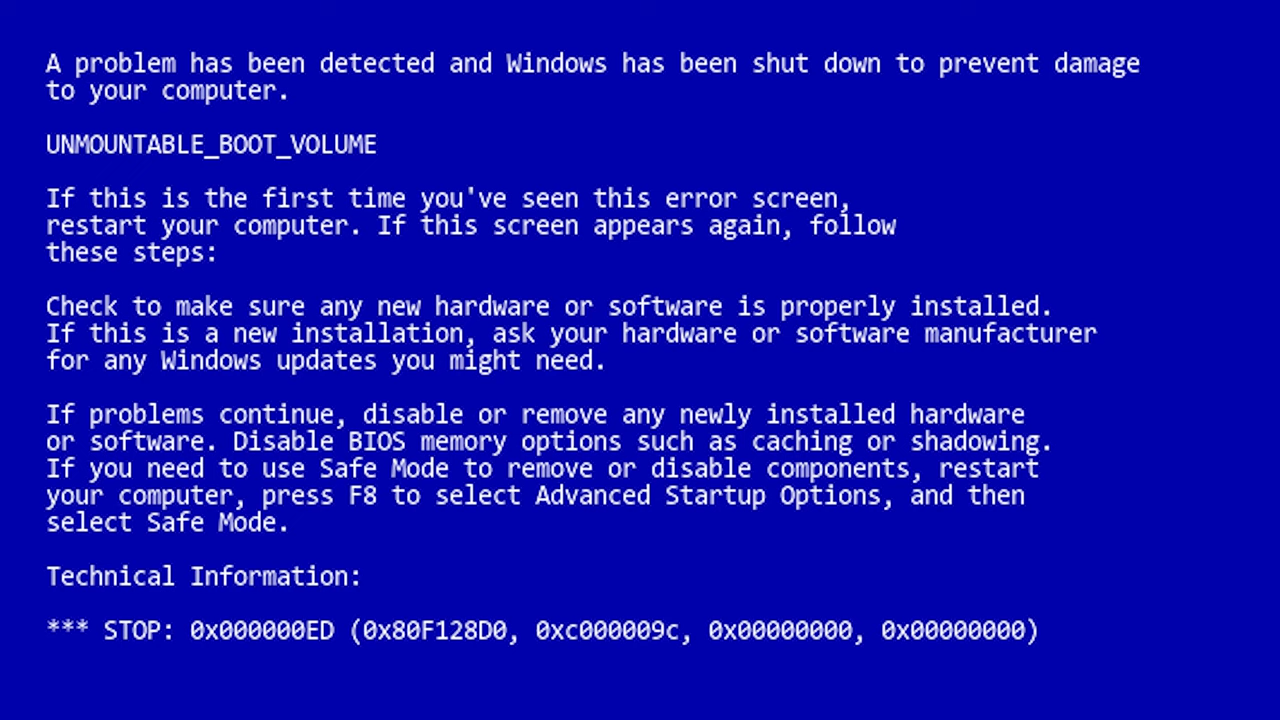 A problem has been detected and Windows has been shut down to prevent damage
to your computer.
UNMOUNTABLE_BOOT_VOLUME
If this is the first time you've seen this error screen,
restart your computer. If this screen appears again, follow
these steps:
Check to make sure any new hardware or software is properly installed.
If this is a new installation, ask your hardware or software manufacturer
for any Windows updates you might need.
If problems continue, disable or remove any newly installed hardware
or software. Disable BIOS memory options such as caching or shadowing.
If you need to use Safe Mode to remove or disable components, restart
your computer, press F8 to select Advanced Startup Options, and then
select Safe Mode.
Technical Information:
*** STOP: 0x000000ED (0x80F128D0, 0xc000009c, 0x00000000, 0x00000000)